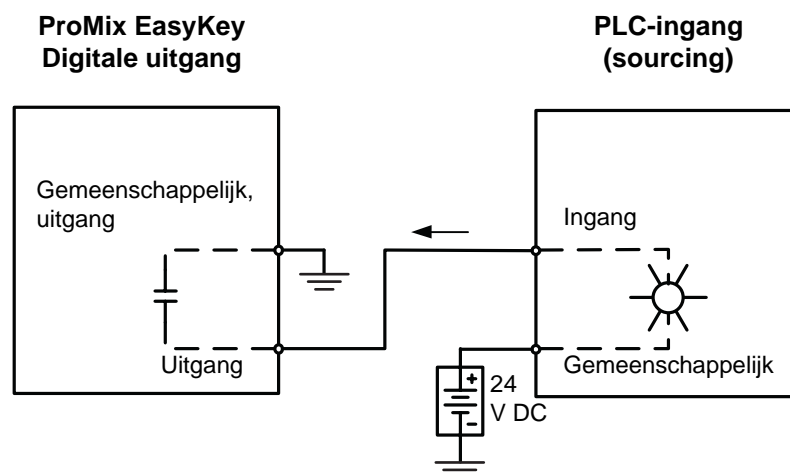 ProMix EasyKey
Digitale uitgang
PLC-ingang
(sourcing)
Gemeenschappelijk,
uitgang
Ingang
Uitgang
Gemeenschappelijk
+
24
V DC
-